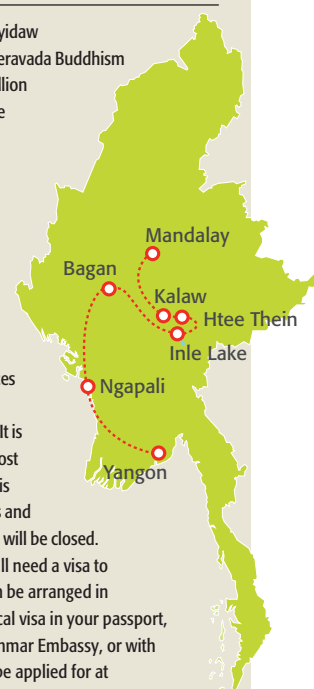 yidaw
eravada Buddhism
llion
e
Mandalay
Bagan
Kalaw
Htee Thein
Inle Lake
es
Ngapali
It is
ost
is
Yangon
s and
will be closed.
ll need a visa to
n be arranged in
cal visa in your passport,
nmar Embassy, or with
be applied for at